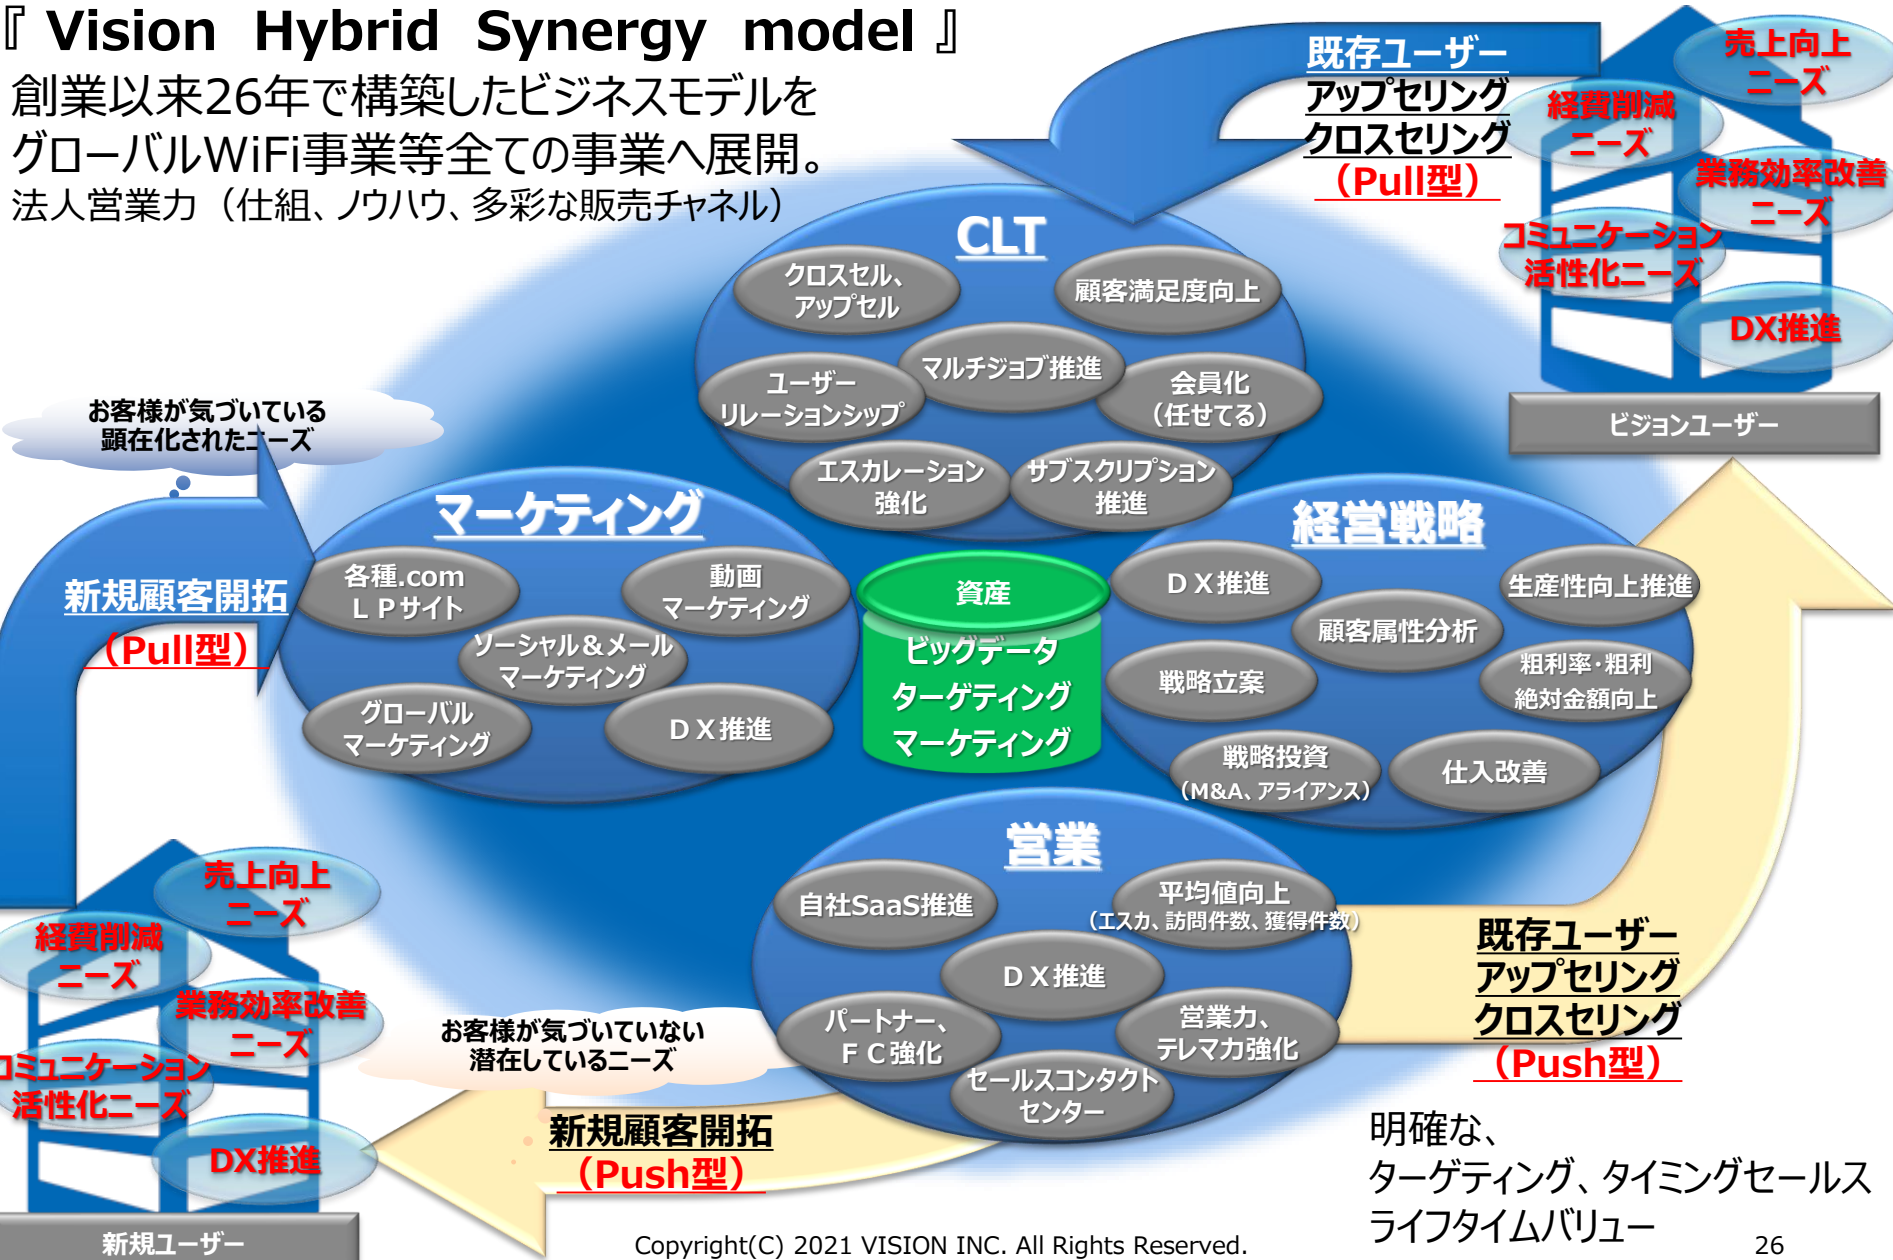 『 Vision Hybrid Synergy model 』
創業以来26年で構築したビジネスモデルを
グローバルWiFi事業等全ての事業へ展開。
法人営業力（仕組、ノウハウ、多彩な販売チャネル）
既存ユーザー
アップセリング
クロスセリング
（Pull型）
売上向上
ニーズ
経費削減
ニーズ
業務効率改善
ニーズ
コミュニケーション
活性化ニーズ
DX推進
ビジョンユーザー
CLT
クロスセル、
アップセル
顧客満足度向上
マルチジョブ推進
ユーザー
リレーションシップ
会員化
（任せてる）
エスカレーション
強化
サブスクリプション
推進
お客様が気づいている
顕在化されたニーズ
新規顧客開拓
（Pull型）
マーケティング
各種.com
ＬＰサイト
動画
マーケティング
ソーシャル＆メール
マーケティング
グローバル
マーケティング
ＤＸ推進
資産
ビッグデータ
ターゲティング
マーケティング
経営戦略
ＤＸ推進
生産性向上推進
顧客属性分析
戦略立案
粗利率・粗利
絶対金額向上
戦略投資
（M&A、アライアンス）
仕入改善
営業
自社SaaS推進
平均値向上
（エスカ、訪問件数、獲得件数）
ＤＸ推進
パートナー、
ＦＣ強化
営業力、
テレマ力強化
セールスコンタクト
センター
売上向上
ニーズ
経費削減
ニーズ
業務効率改善
ニーズ
コミュニケーション
活性化ニーズ
DX推進
新規ユーザー
お客様が気づいていない
潜在しているニーズ
新規顧客開拓
（Push型）
既存ユーザー
アップセリング
クロスセリング
（Push型）
明確な、
ターゲティング、タイミングセールス
ライフタイムバリュー
Copyright(C) 2021 VISION INC. All Rights Reserved.
26